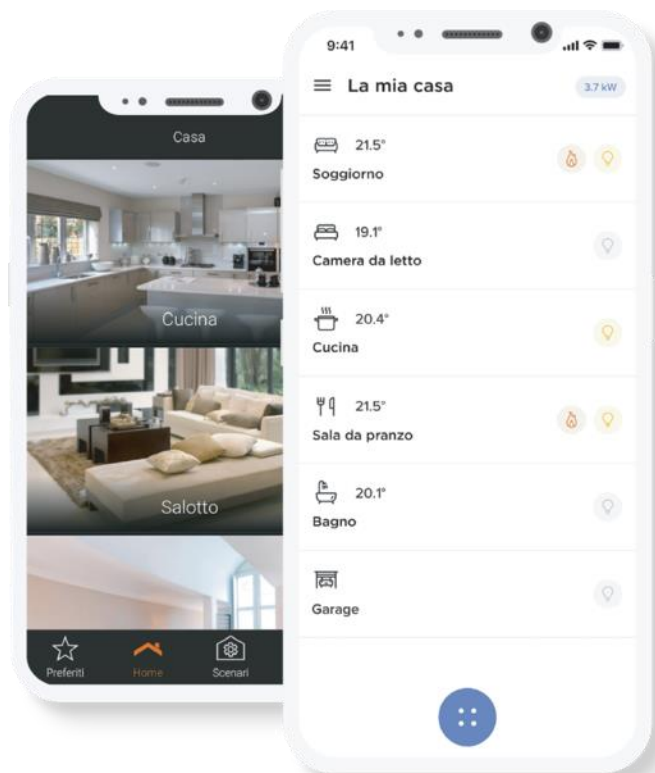 Casa
Cucina
Salotto
Preferiti
Home
Scenari
9:41
La mia casa
3.7 kW
21.5°
Soggiorno
19.1°
Camera da letto
20.4°
Cucina
21.5°
Sala da pranzo
20.1°
Bagno
Garage